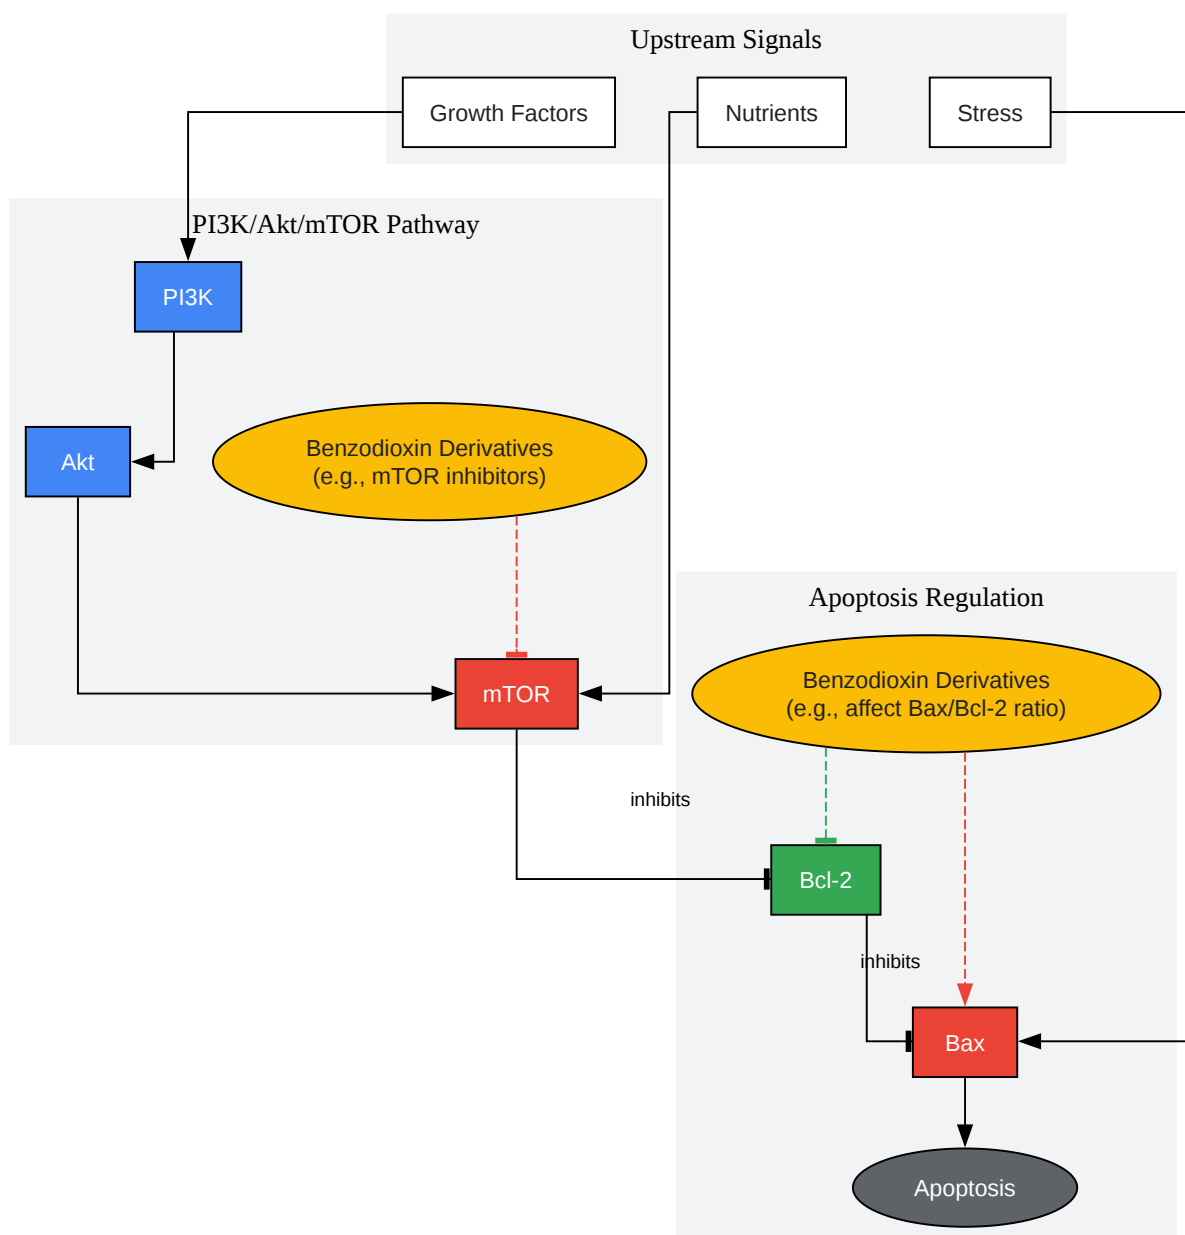 Upstream Signals
Growth Factors
Nutrients
Stress
PI3K/Akt/mTOR Pathway
PI3K
Akt
Benzodioxin Derivatives
(e.g., mTOR inhibitors)
mTOR
Apoptosis Regulation
Benzodioxin Derivatives
(e.g., affect Bax/Bcl-2 ratio)
inhibits
Bcl-2
inhibits
Bax
Apoptosis